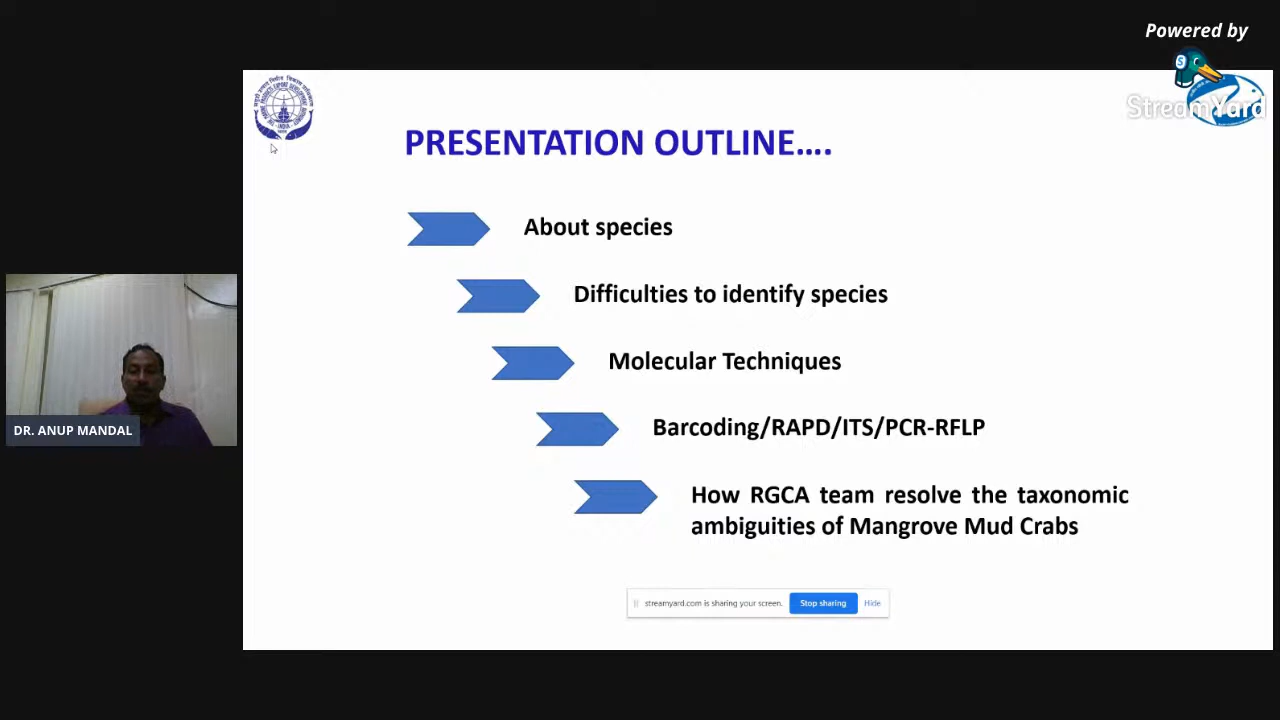 Powered by
StreamYard
PRESENTATION OUTLINE....
About species
Difficulties to identify species
Molecular Techniques
Barcoding/RAPD/ITS/PCR-RFLP
How RGCA team resolve the taxonomic
ambiguities of Mangrove Mud Crabs
DR. ANUP MANDAL
streamyard.com is sharing your screen.
Stop sharing
Hide